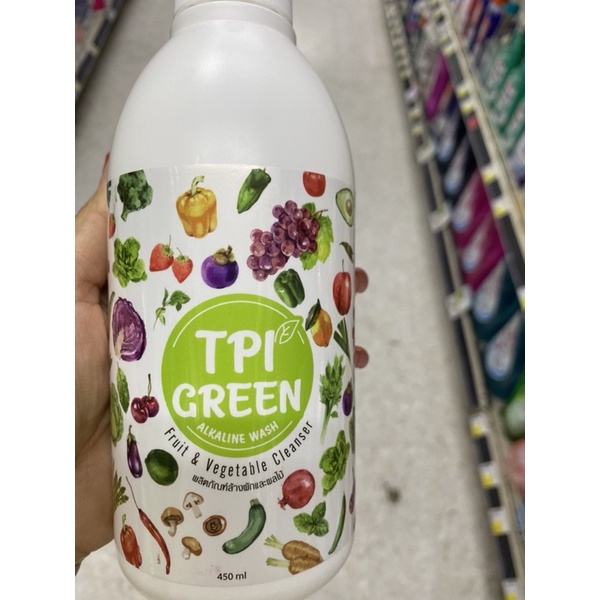 TPI
GREEN
ALKALINE WASH
Fruit & Vegetable Cleanser
ผลิตภัณฑ์ล้างผักและผลไม้
450 ml